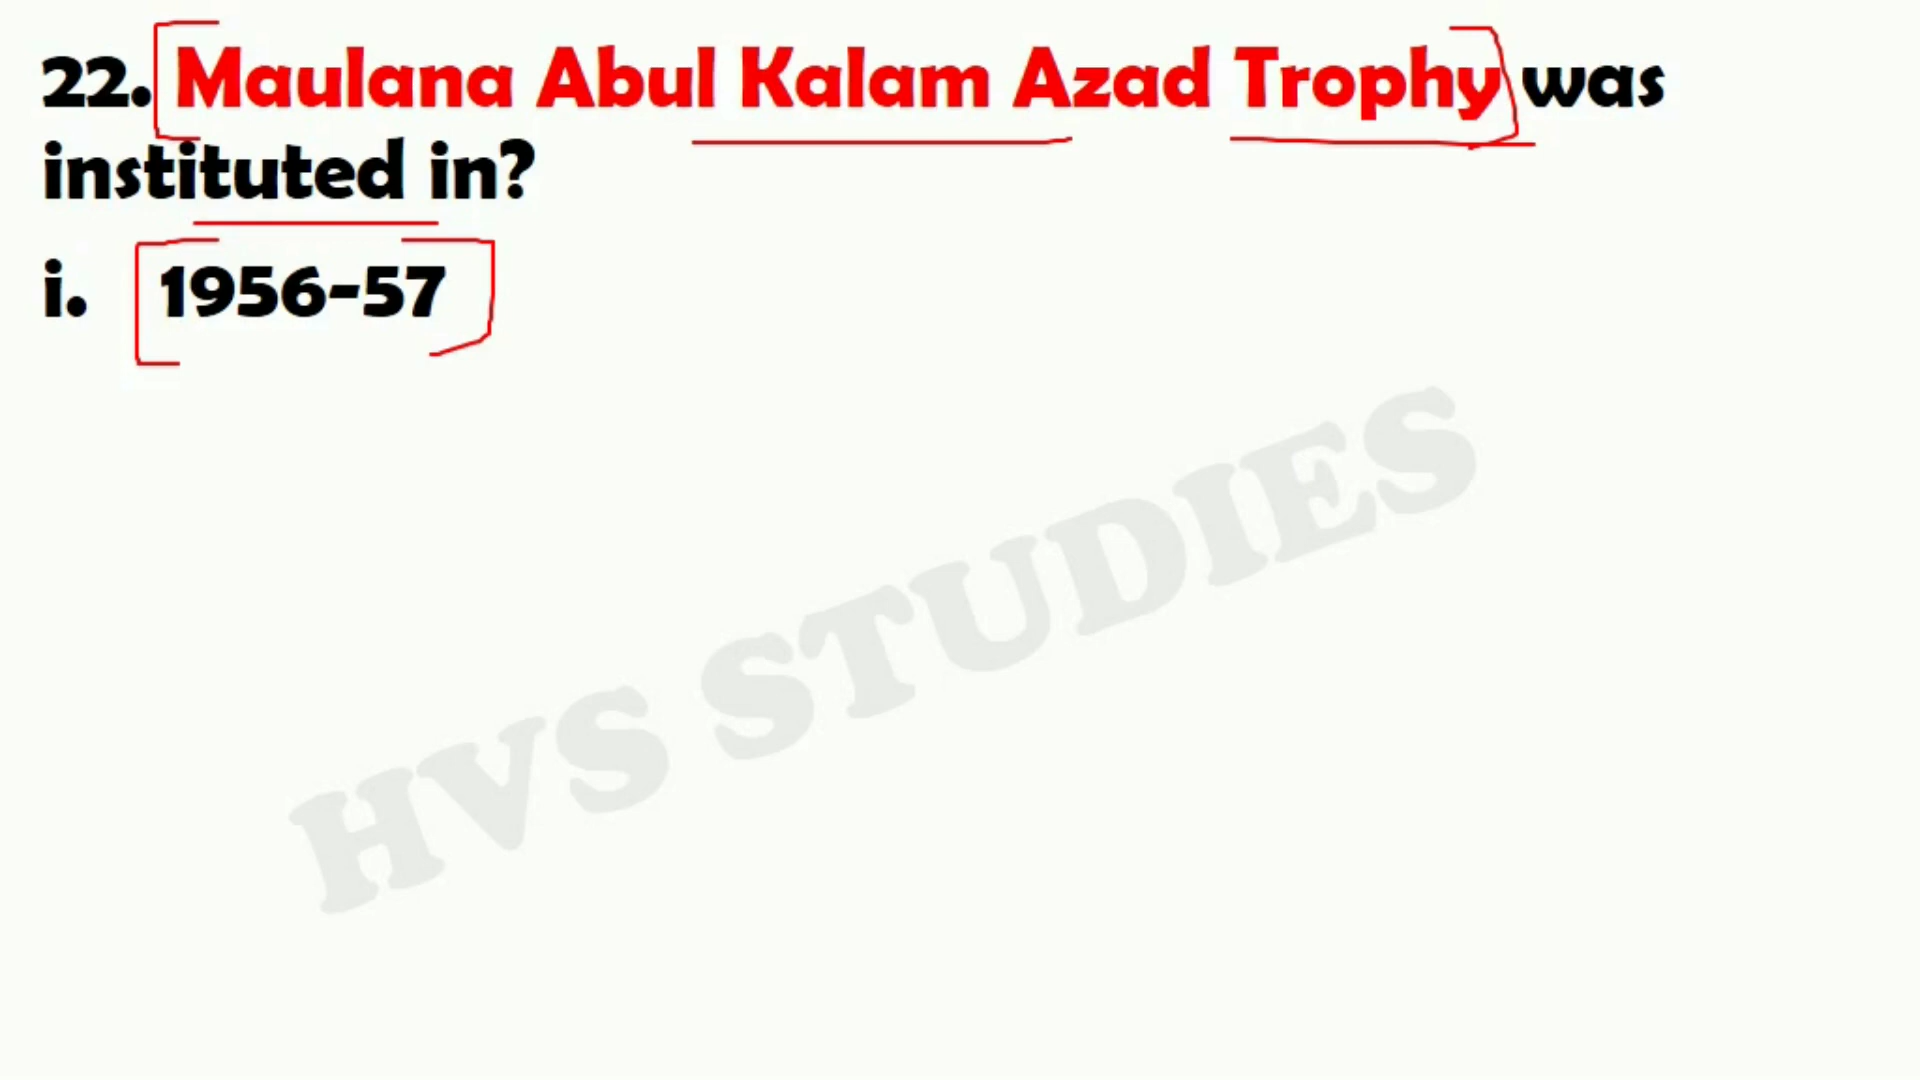 22. Maulana Abul Kalam Azad Trophy was
instituted in?
i. 1956-57
HVS STUDIES